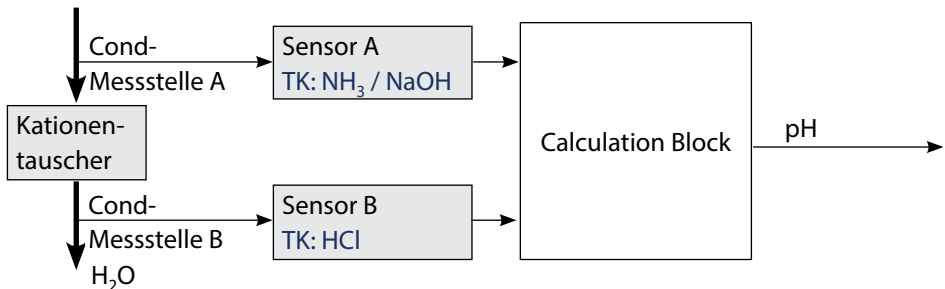 Cond-
Messstelle A
Sensor A
TK: NH₃ / NaOH
Kationen-
tauscher
Calculation Block
pH
Cond-
Messstelle B
H₂O
Sensor B
TK: HCl